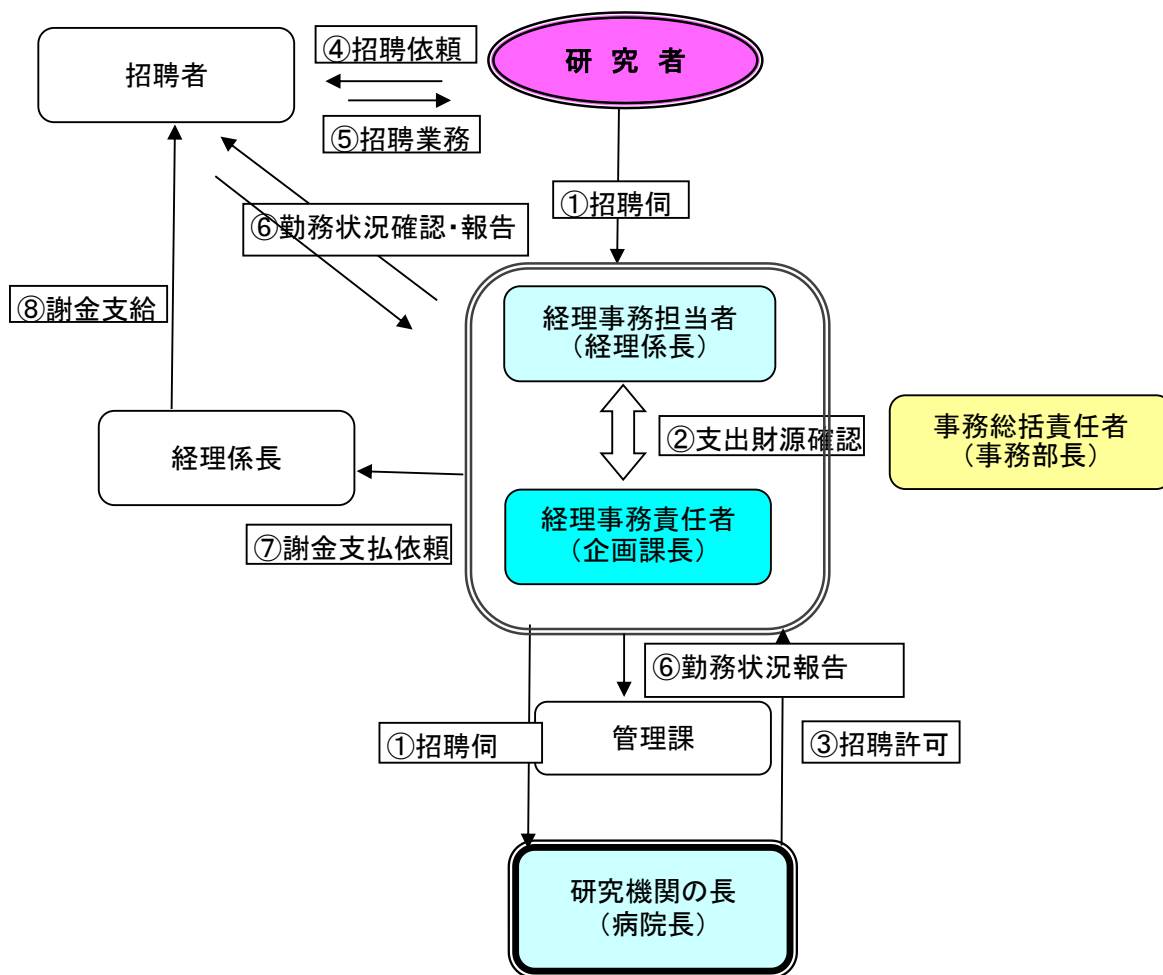 ④招聘依頼
研 究 者
招聘者
⑤招聘業務
①招聘伺
⑥勤務状況確認・報告
⑧謝金支給
経理事務担当者
(経理係長)
②支出財源確認
事務総括責任者
(事務部長)
経理係長
経理事務責任者
(企画課長)
⑦謝金支払依頼
⑥勤務状況報告
①招聘伺
管理課
③招聘許可
研究機関の長
(病院長)